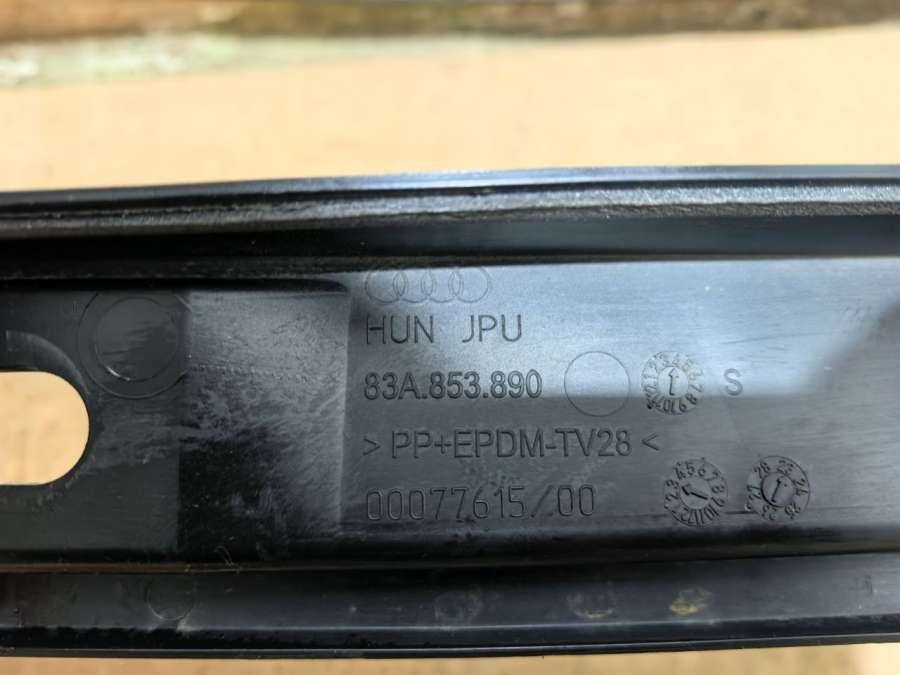 HUN JPU
83A.853.890
S
> PP+EPDM-TV28 <
00077615/00